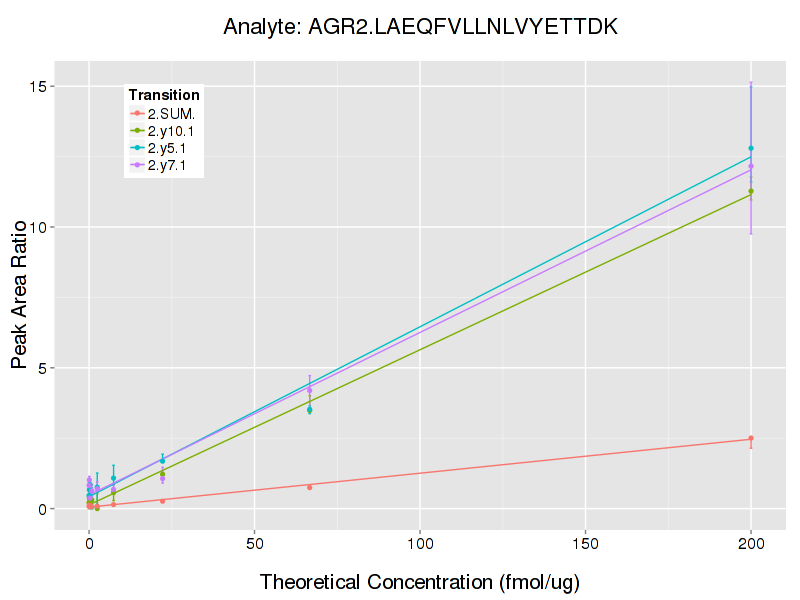 Analyte: AGR2.LAEQFVLLNLVYETTDK
Peak Area Ratio
15
10
5
0
Transition
2.SUM.
2.y10.1
2.y5.1
2.y7.1
0 50 100 150 200
Theoretical Concentration (fmol/ug)